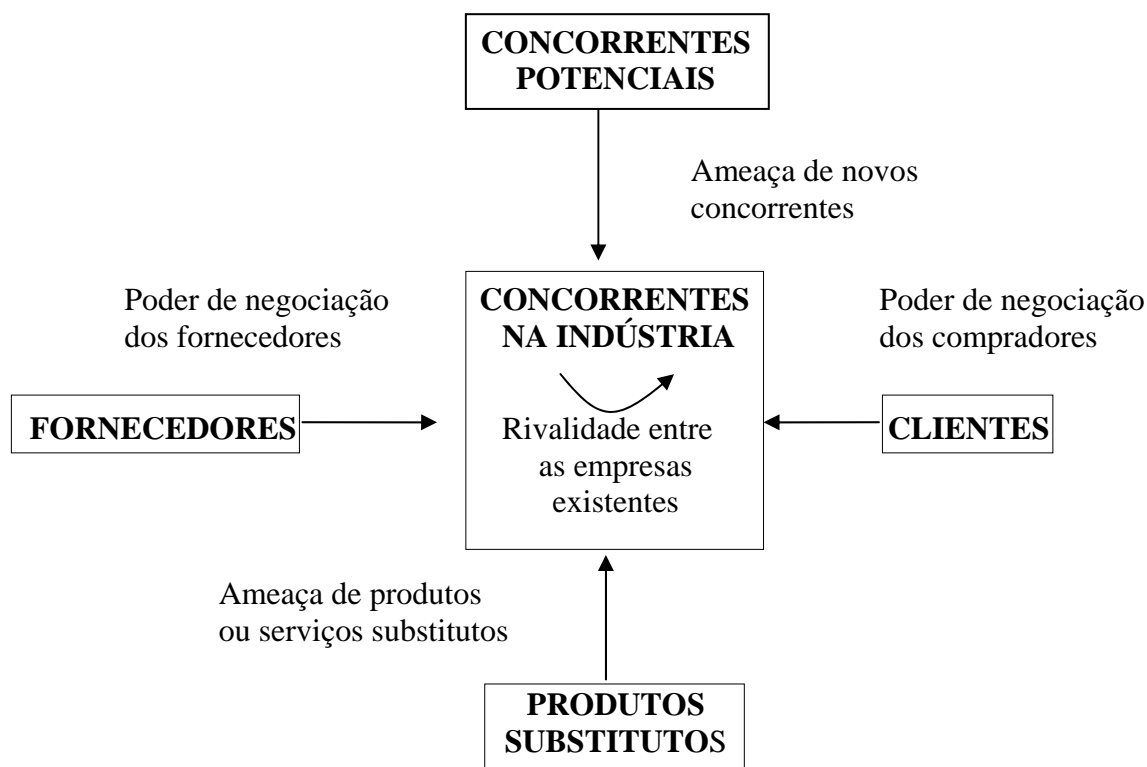 CONCORRENTES
POTENCIAIS
Ameaça de novos
concorrentes
Poder de negociação
dos fornecedores
CONCORRENTES
NA INDÚSTRIA
Poder de negociação
dos compradores
FORNECEDORES
Rivalidade entre
as empresas
existentes
CLIENTES
Ameaça de produtos
ou serviços substitutos
PRODUTOS
SUBSTITUTOS